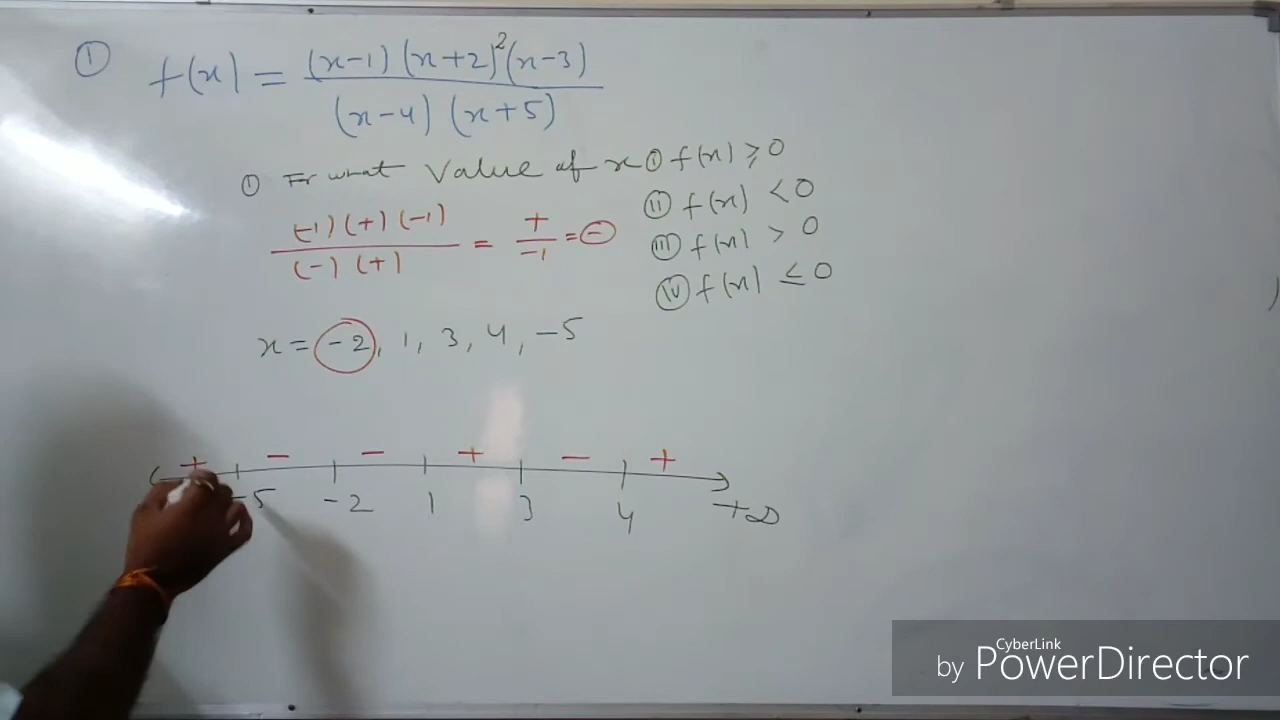 ① f(x) = (x-1) (x+2)²(x-3)
(x-4) (x+5)
① For what value of x ① f(x) ≥ 0
(-1) (+) (-1)
(-) (+)
= +
-1
= -
(ii) f(x) < 0
(iii) f(x) > 0
(iv) f(x) ≤ 0
x = -2, 1, 3, 4, -5
+ - - + - +
-5 -2 1 3 4 +∞
CyberLink
by PowerDirector